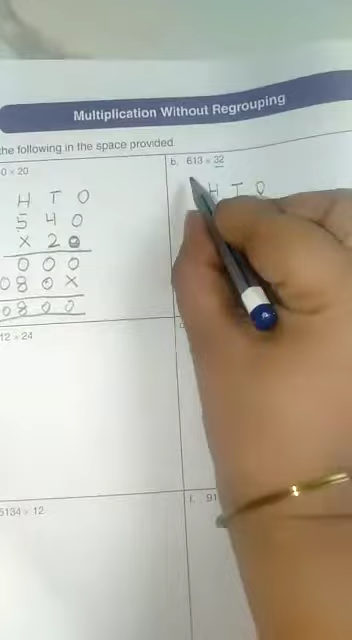 Multiplication Without Regrouping
the following in the space provided
0 × 20
H T O
5 4 0
× 2 0
0 0 0
0 8 0 ×
0 8 0 0
b. 613 × 32
H T O
12 × 24
5134 × 12
f. 91